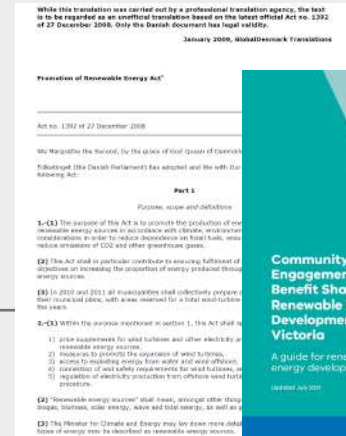 While this translation was carried out by a professional translation agency, the text
is to be regarded as an unofficial translation based on the latest official Act no. 1392
of 27 December 2008. Only the Danish document has legal validity.
January 2009, GlobalDenmark Translations
Promotion of Renewable Energy Act
Act no. 1392 of 27 December 2008
We Margrethe the Second, by the grace of God Queen of Denmark
Folketinget (the Danish Parliament) has adopted and We with Our
following Act:
Part 1
Purpose, scope and definitions
1.-(1) The purpose of this Act is to promote the production of ene
renewable energy sources in accordance with climate, environment
considerations in order to reduce dependence on fossil fuels, ensu
reduce emissions of CO2 and other greenhouse gases.
(2) This Act shall in particular contribute to ensuring fulfilment of
objectives on increasing the proportion of energy produced through
energy sources.
(3) In 2010 and 2011 all municipalities shall collectively prepare p
their municipal plans, with areas reserved for a total wind-turbine
the years.
2.-(1) Within the purpose mentioned in section 1, this Act shall
1) price supplements for wind turbines and other electricity
renewable energy sources,
2) measures to promote the expansion of wind turbines,
3) access to exploiting energy from water and wind offshore,
4) connection of and safety requirements for wind turbines,
5) regulation of electricity production from offshore wind
procedure.
(2) "Renewable energy sources" shall mean, amongst other
biogas, biomass, solar energy, wave and tidal energy, as well as
(3) The Minister for Climate and Energy may lay down more
types of energy may be described as renewable energy sources.
Community
Engagement
Benefit Sha
Renewable
Developme
Victoria
A guide for rene
energy develop
Updated July 2021